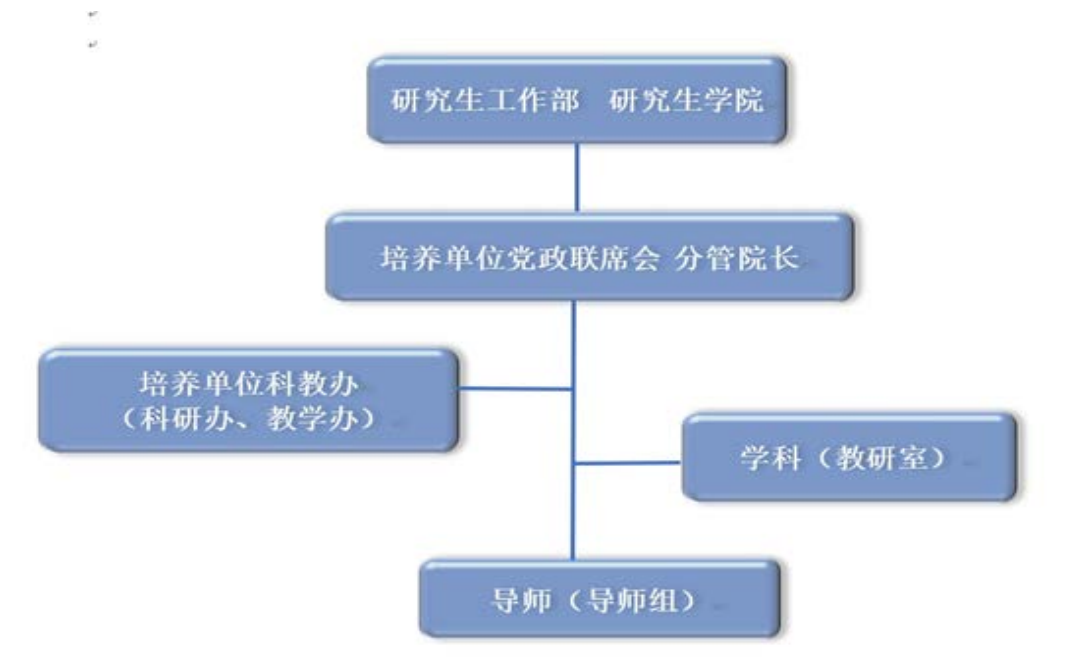 研究生工作部 研究生学院
培养单位党政联席会 分管院长
培养单位科教办
（科研办、教学办）
学科（教研室）
导师（导师组）